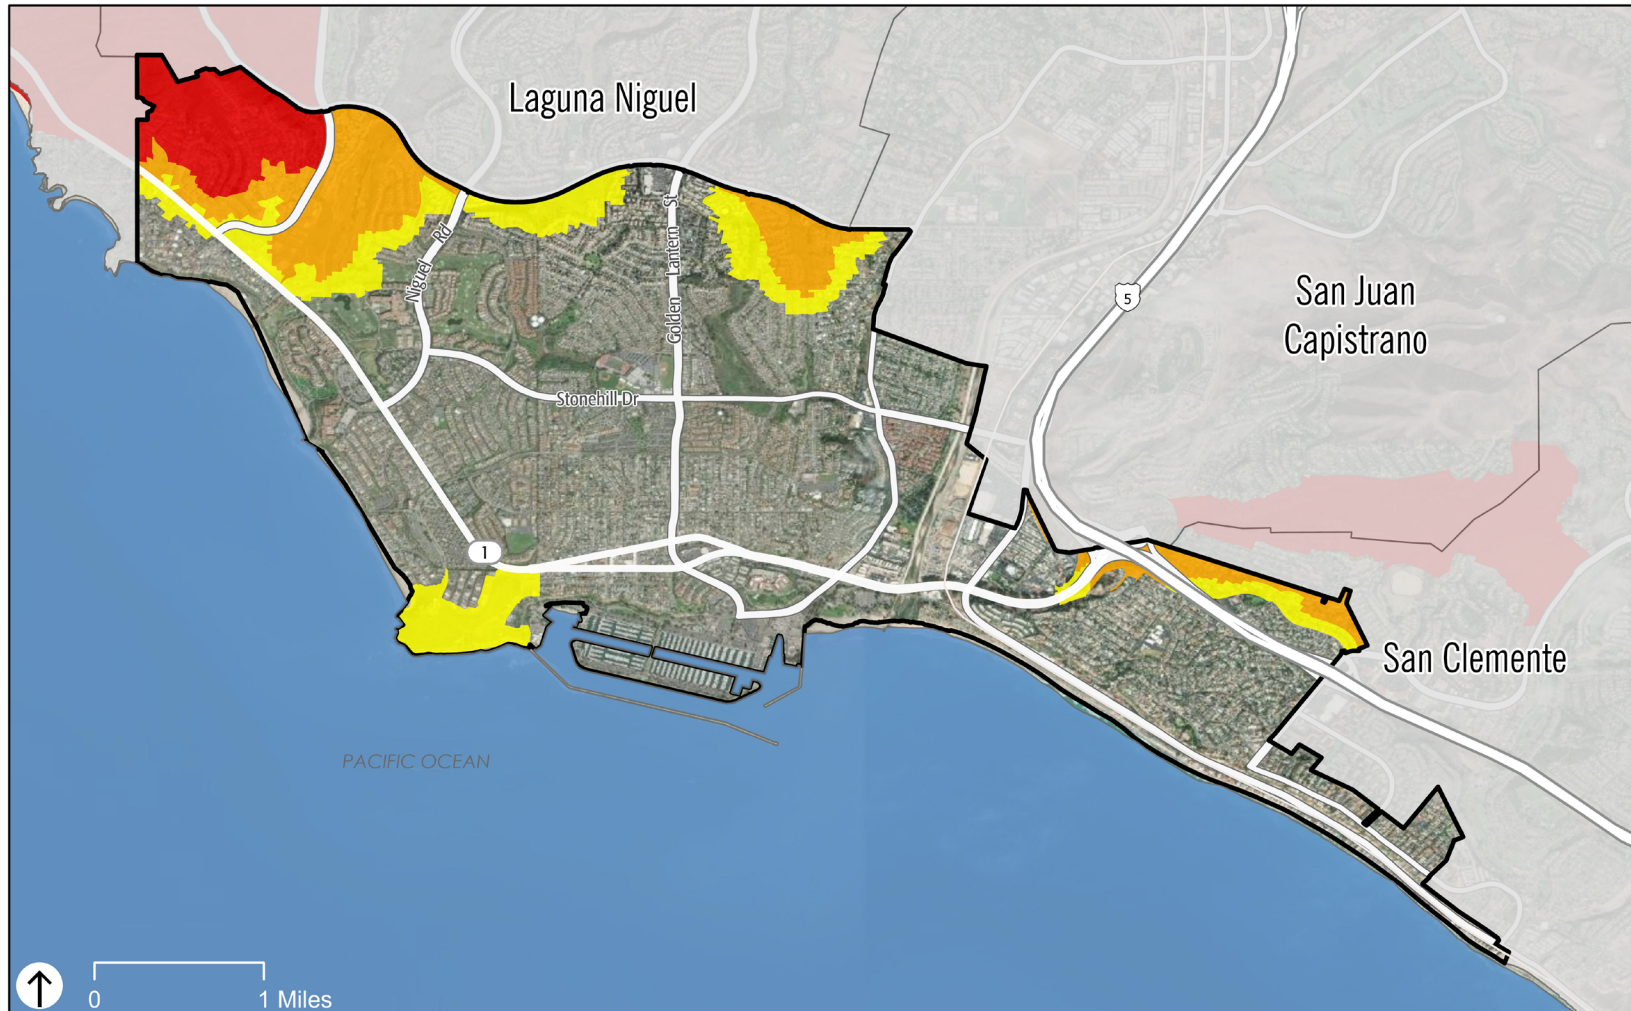 Laguna Niguel
Golden Lantern St
Niguel Rd
5
San Juan
Capistrano
Stonehill Dr
1
San Clemente
PACIFIC OCEAN
0 1 Miles